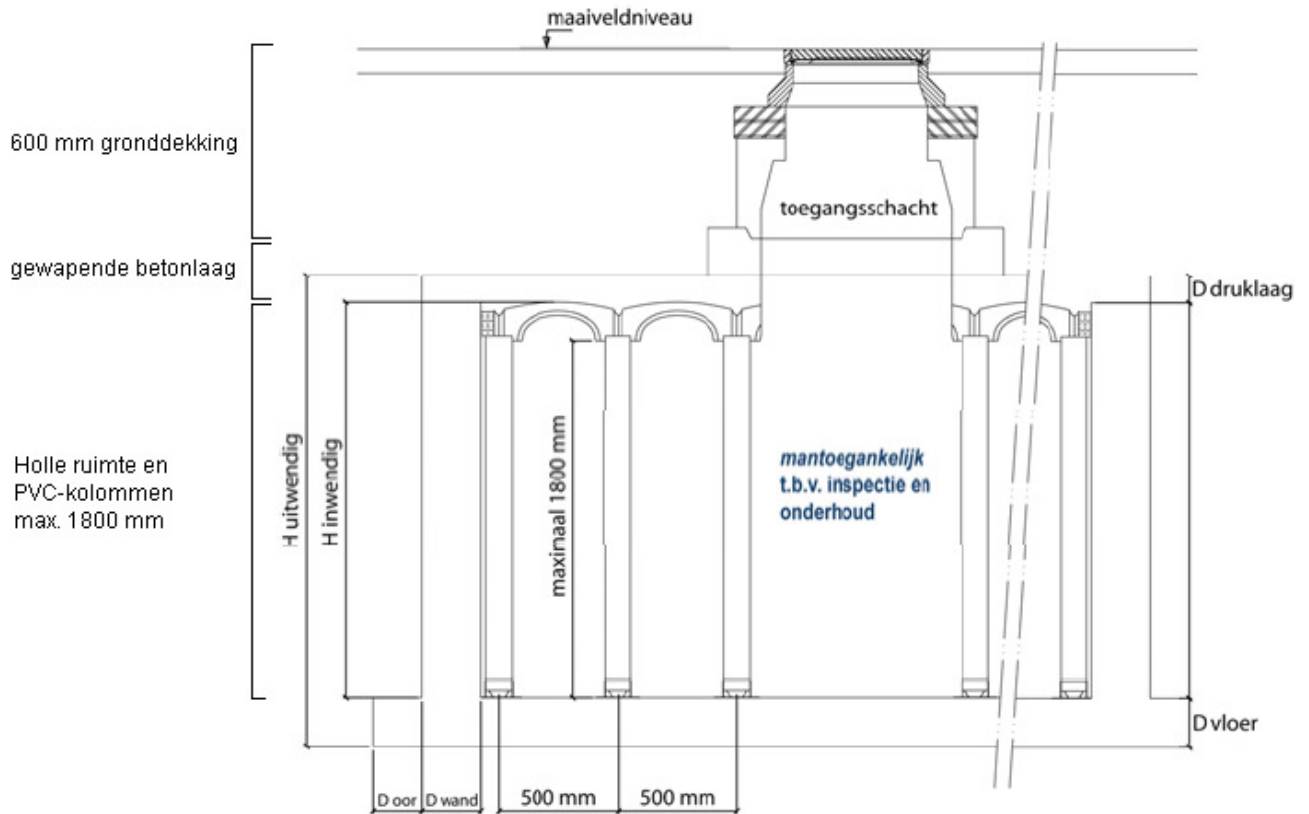 maaiveldniveau
600 mm gronddekking
toegangsschacht
gewapende betonlaag
D druklaag
Holle ruimte en
PVC-kolommen
max. 1800 mm
H uitwendig
H inwendig
maximaal 1800 mm
mantoegankelijk
t.b.v. inspectie en
onderhoud
D vloer
D oor
D wand
500 mm
500 mm